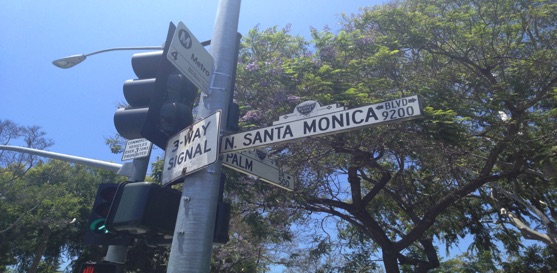 M
Metro
4
3-WAY
SIGNAL
N. SANTA MONICA BLVD
9200
PALM